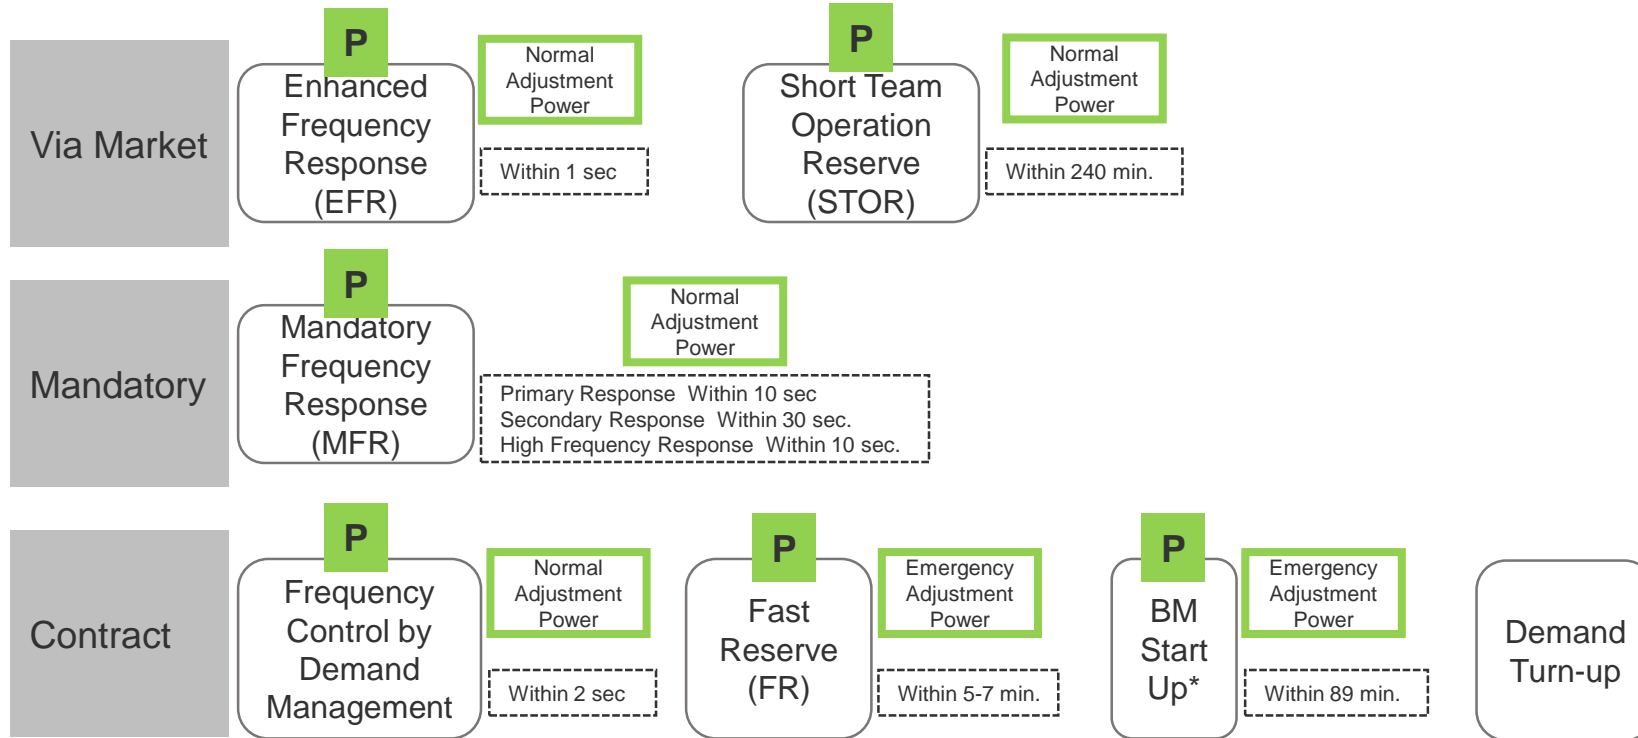 Via Market
P
Enhanced
Frequency
Response
(EFR)
Normal
Adjustment
Power
Within 1 sec
P
Short Team
Operation
Reserve
(STOR)
Normal
Adjustment
Power
Within 240 min.
Mandatory
P
Mandatory
Frequency
Response
(MFR)
Normal
Adjustment
Power
Primary Response Within 10 sec
Secondary Response Within 30 sec.
High Frequency Response Within 10 sec.
Contract
P
Frequency
Control by
Demand
Management
Normal
Adjustment
Power
Within 2 sec
P
Fast
Reserve
(FR)
Emergency
Adjustment
Power
Within 5-7 min.
P
BM
Start
Up*
Emergency
Adjustment
Power
Within 89 min.
Demand
Turn-up